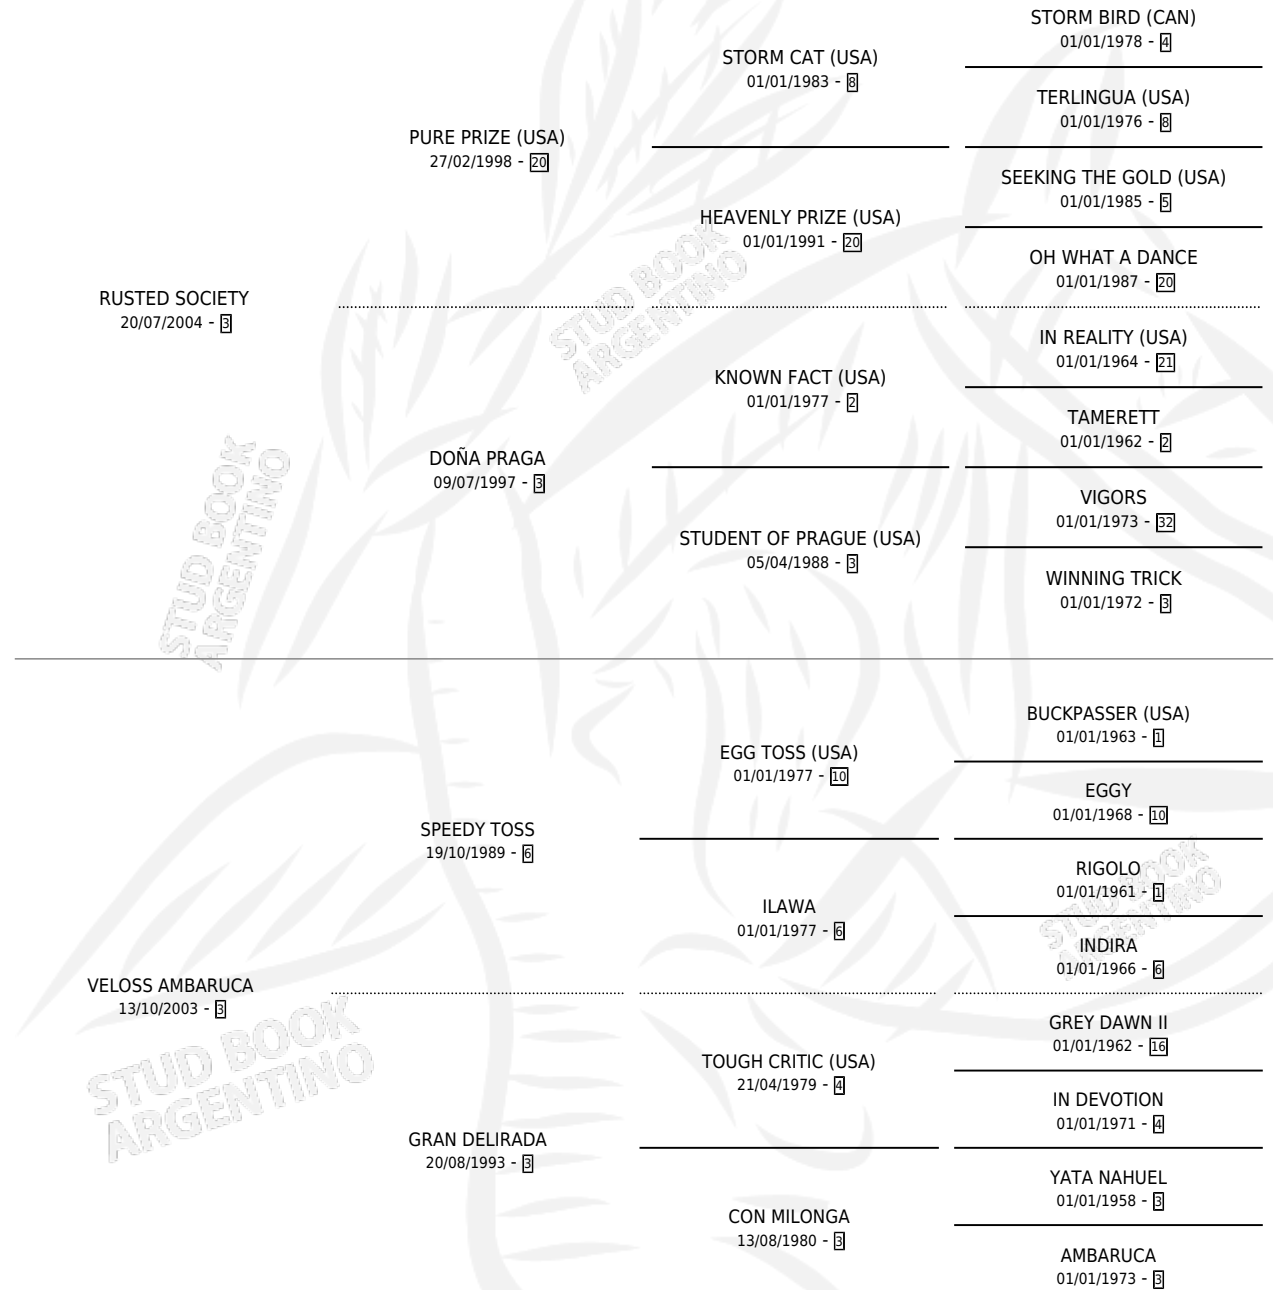 STORM BIRD (CAN)
01/01/1978 - 4
STORM CAT (USA)
01/01/1983 - 8
TERLINGUA (USA)
01/01/1976 - 8
PURE PRIZE (USA)
27/02/1998 - 20
SEEKING THE GOLD (USA)
01/01/1985 - 5
HEAVENLY PRIZE (USA)
01/01/1991 - 20
OH WHAT A DANCE
01/01/1987 - 20
RUSTED SOCIETY
20/07/2004 - 3
IN REALITY (USA)
01/01/1964 - 21
KNOWN FACT (USA)
01/01/1977 - 2
TAMERETT
01/01/1962 - 2
DOÑA PRAGA
09/07/1997 - 3
VIGORS
01/01/1973 - 32
STUDENT OF PRAGUE (USA)
05/04/1988 - 3
WINNING TRICK
01/01/1972 - 3
BUCKPASSER (USA)
01/01/1963 - 1
EGG TOSS (USA)
01/01/1977 - 10
EGGY
01/01/1968 - 10
SPEEDY TOSS
19/10/1989 - 6
RIGOLO
01/01/1961 - 1
ILAWA
01/01/1977 - 6
INDIRA
01/01/1966 - 6
VELOSS AMBARUCA
13/10/2003 - 3
GREY DAWN II
01/01/1962 - 16
TOUGH CRITIC (USA)
21/04/1979 - 4
IN DEVOTION
01/01/1971 - 4
GRAN DELIRADA
20/08/1993 - 3
YATA NAHUEL
01/01/1958 - 3
CON MILONGA
13/08/1980 - 3
AMBARUCA
01/01/1973 - 3
STUD BOOK
ARGENTINO
STUD BOOK
ARGENTINO
STUD BOOK
ARGENTINO
STUD BOOK
ARGENTINO